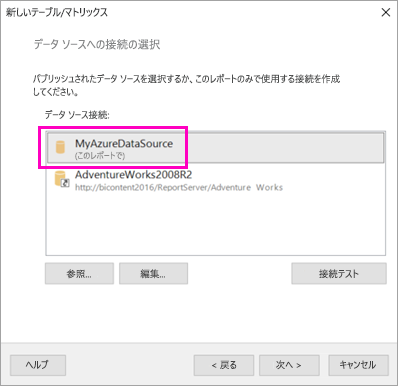 新しいテーブル/マトリックス
データ ソースへの接続の選択
パブリッシュされたデータ ソースを選択するか、このレポートのみで使用する接続を作成
してください。
データ ソース接続:
MyAzureDataSource
(このレポートで)
AdventureWorks2008R2
http://bicontent2016/ReportServer/Adventure Works
参照...
編集...
接続テスト
ヘルプ
< 戻る
次へ >
キャンセル